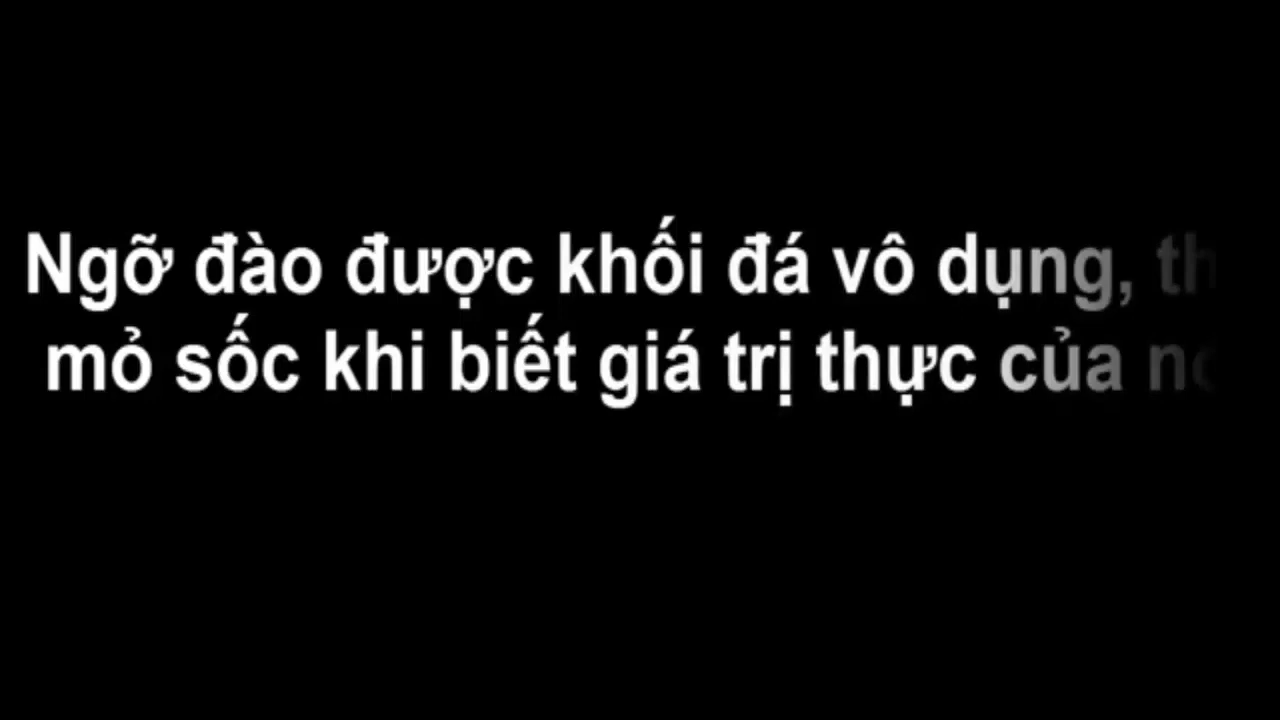 Ngỡ đào được khối đá vô dụng,
mỏ sốc khi biết giá trị thực của